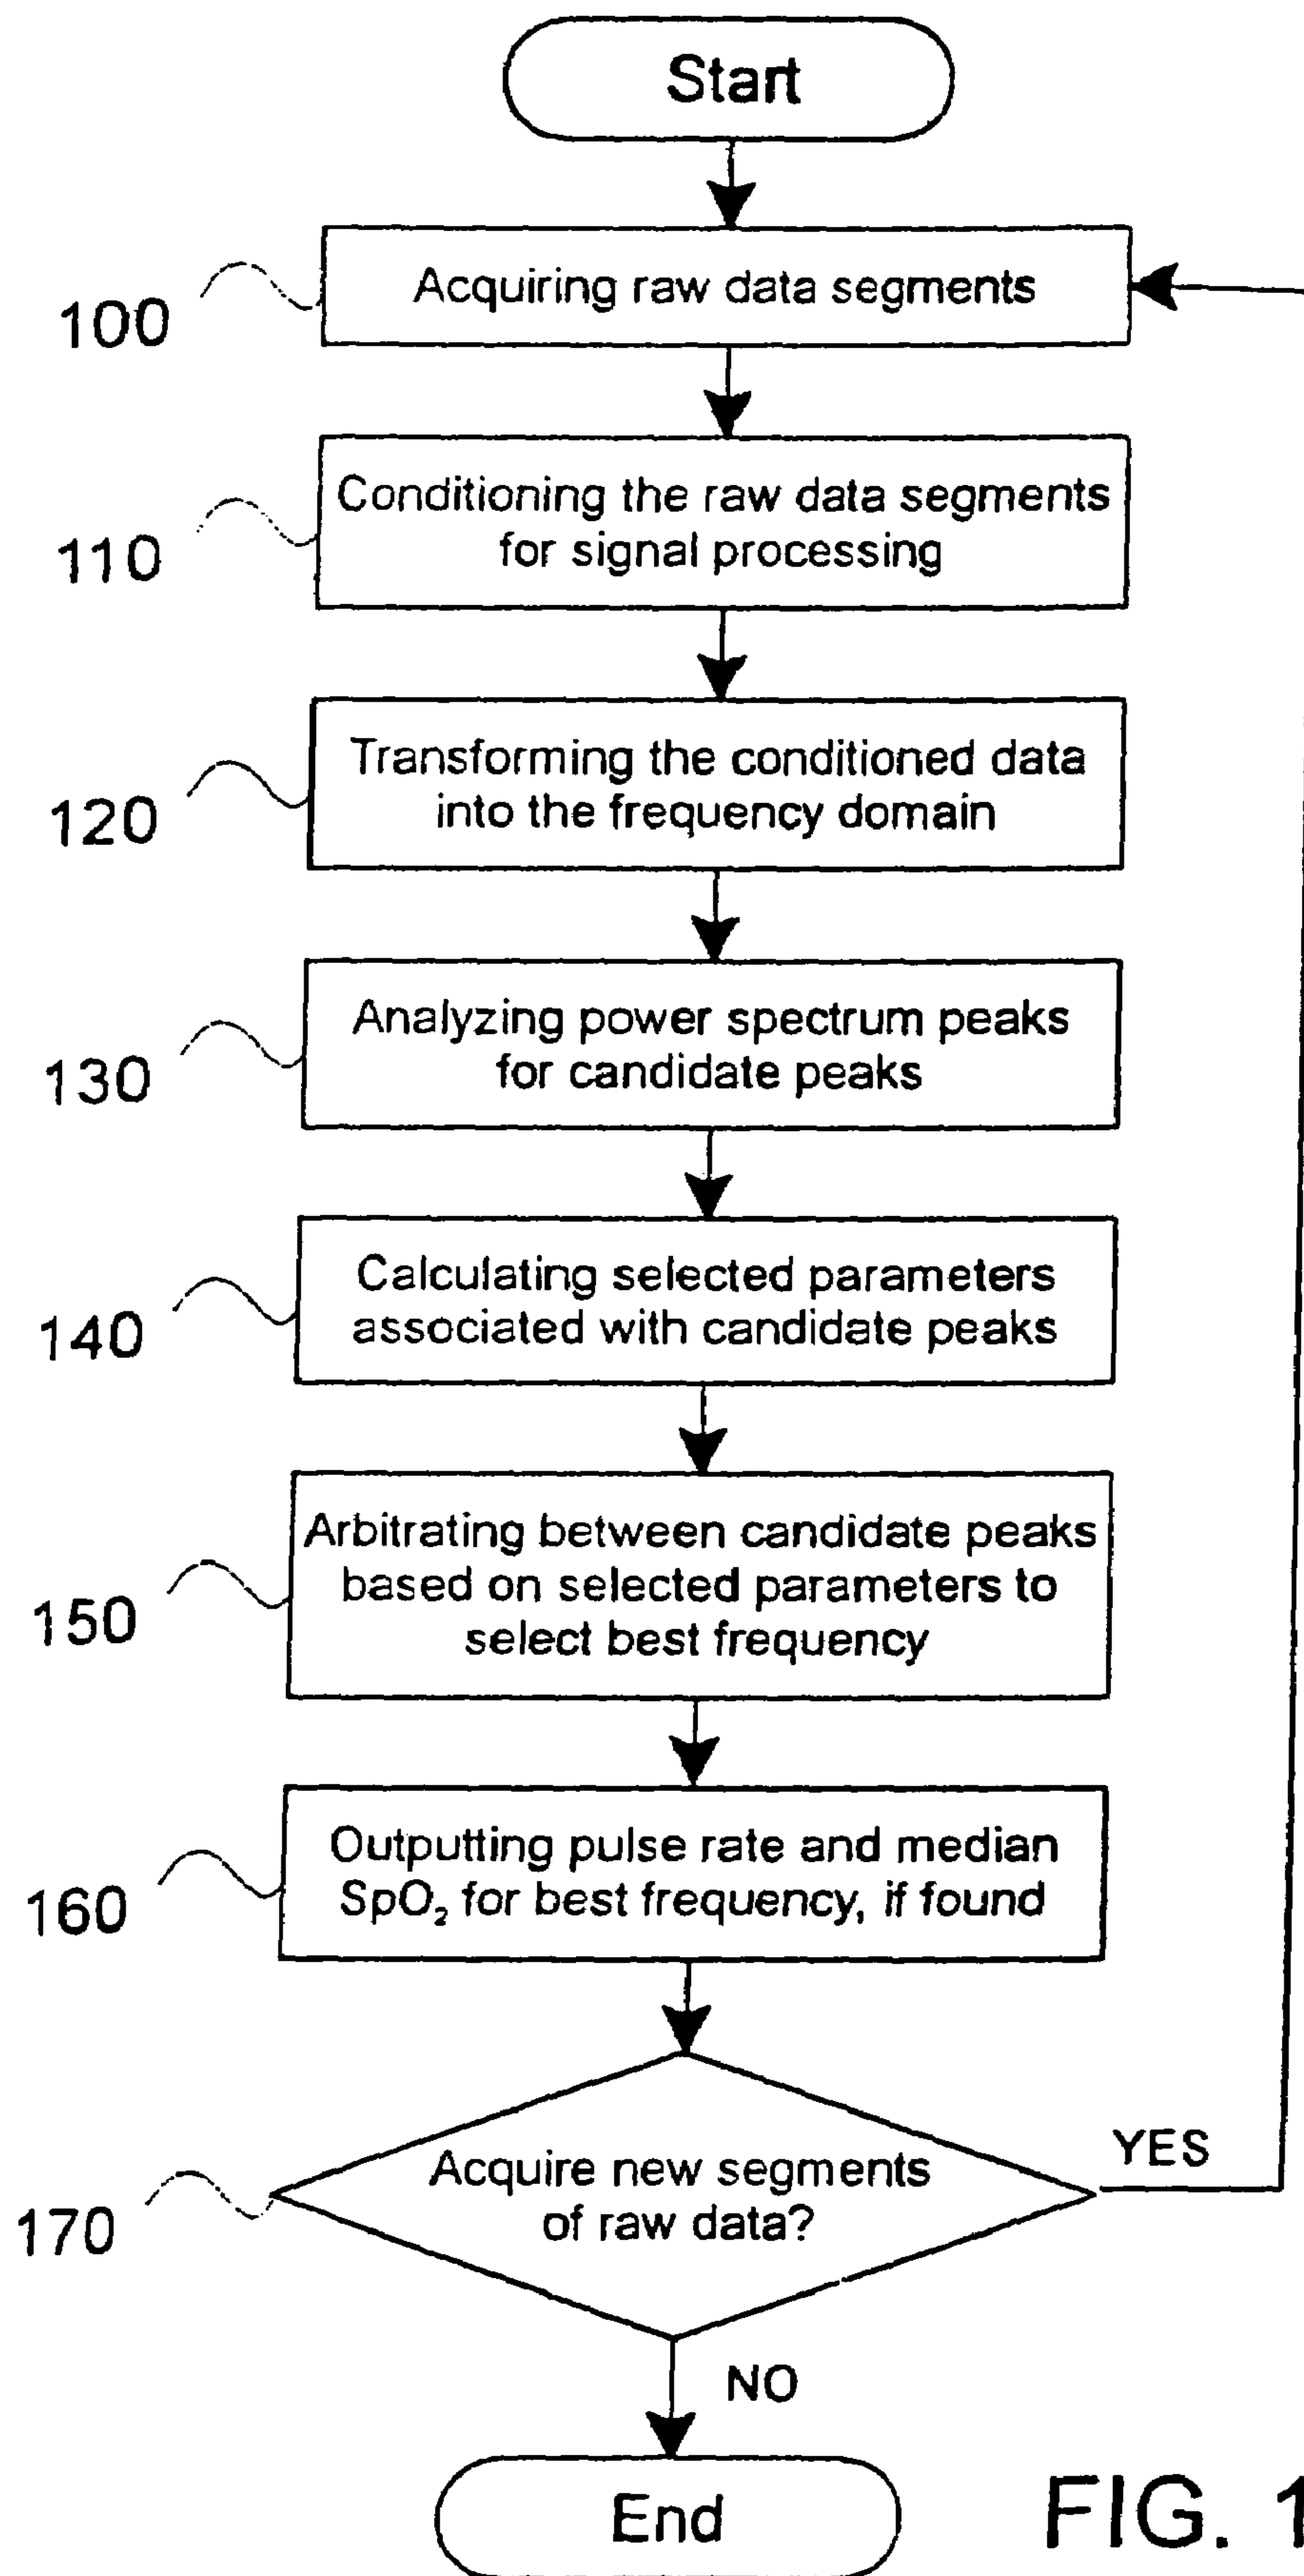 Start
100
Acquiring raw data segments
110
Conditioning the raw data segments
for signal processing
120
Transforming the conditioned data
into the frequency domain
130
Analyzing power spectrum peaks
for candidate peaks
140
Calculating selected parameters
associated with candidate peaks
150
Arbitrating between candidate peaks
based on selected parameters to
select best frequency
160
Outputting pulse rate and median
SpO₂ for best frequency, if found
170
Acquire new segments
of raw data?
YES
NO
End
FIG. 1